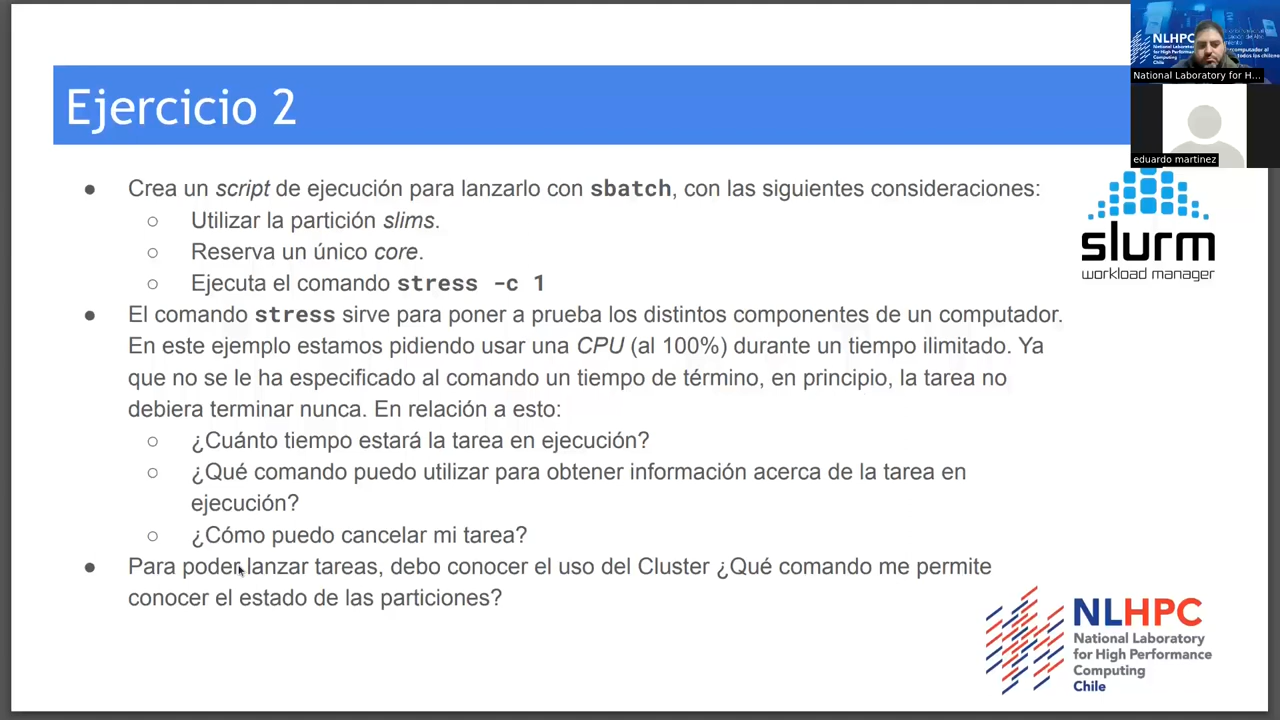 Ejercicio 2
● Crea un script de ejecución para lanzarlo con sbatch, con las siguientes consideraciones:
○ Utilizar la partición slims.
○ Reserva un único core.
○ Ejecuta el comando stress -c 1
● El comando stress sirve para poner a prueba los distintos componentes de un computador.
En este ejemplo estamos pidiendo usar una CPU (al 100%) durante un tiempo ilimitado. Ya
que no se le ha especificado al comando un tiempo de término, en principio, la tarea no
debiera terminar nunca. En relación a esto:
○ ¿Cuánto tiempo estará la tarea en ejecución?
○ ¿Qué comando puedo utilizar para obtener información acerca de la tarea en
ejecución?
○ ¿Cómo puedo cancelar mi tarea?
● Para poder lanzar tareas, debo conocer el uso del Cluster ¿Qué comando me permite
conocer el estado de las particiones?
NLHPC
National Laboratory
for High Performance
Computing
Chile
National Laboratory for H...
eduardo martinez
slurm
workload manager
NLHPC
National Laboratory
for High Performance
Computing
Chile